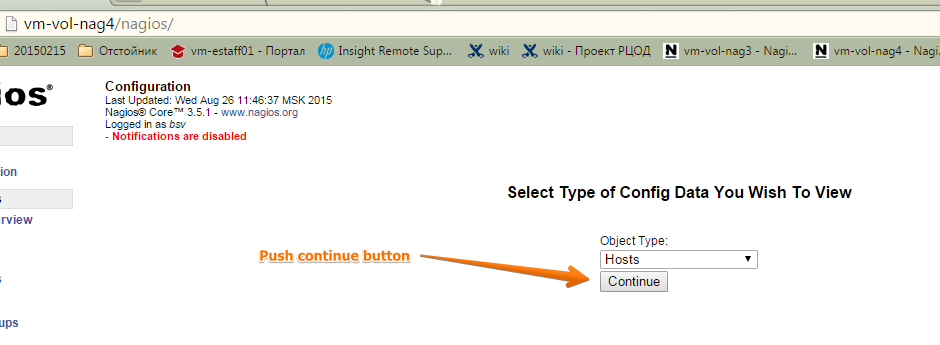 vm-vol-nag4/nagios/
20150215 Отстойник vm-estaff01 - Портал Insight Remote Sup... wiki wiki - Проект РЦОД vm-vol-nag3 - Nagi... vm-vol-nag4 - Nagios
ios®
Configuration
Last Updated: Wed Aug 26 11:46:37 MSK 2015
Nagios® Core™ 3.5.1 - www.nagios.org
Logged in as bsv
- Notifications are disabled
ion
s
rview
s
ups
Select Type of Config Data You Wish To View
Object Type:
Hosts
Continue
Push continue button